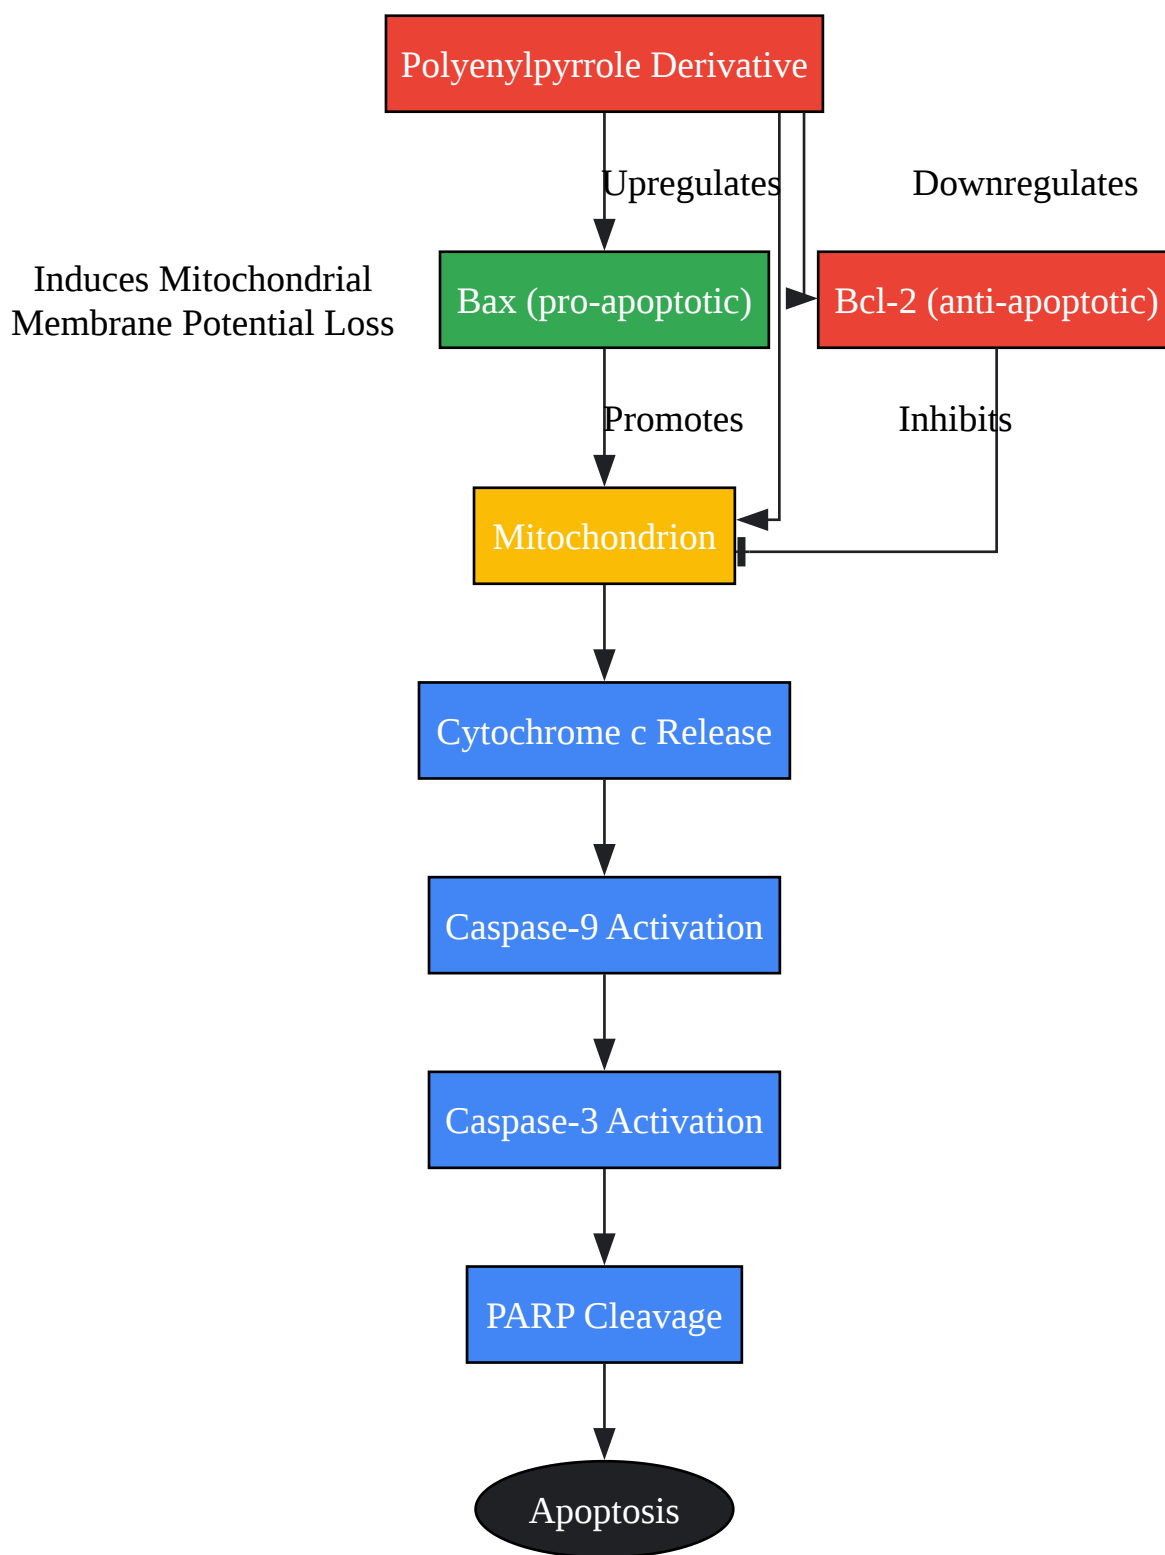 Polyenylpyrrole Derivative
Upregulates
Downregulates
Induces Mitochondrial
Membrane Potential Loss
Bax (pro-apoptotic)
Bcl-2 (anti-apoptotic)
Promotes
Inhibits
Mitochondrion
Cytochrome c Release
Caspase-9 Activation
Caspase-3 Activation
PARP Cleavage
Apoptosis